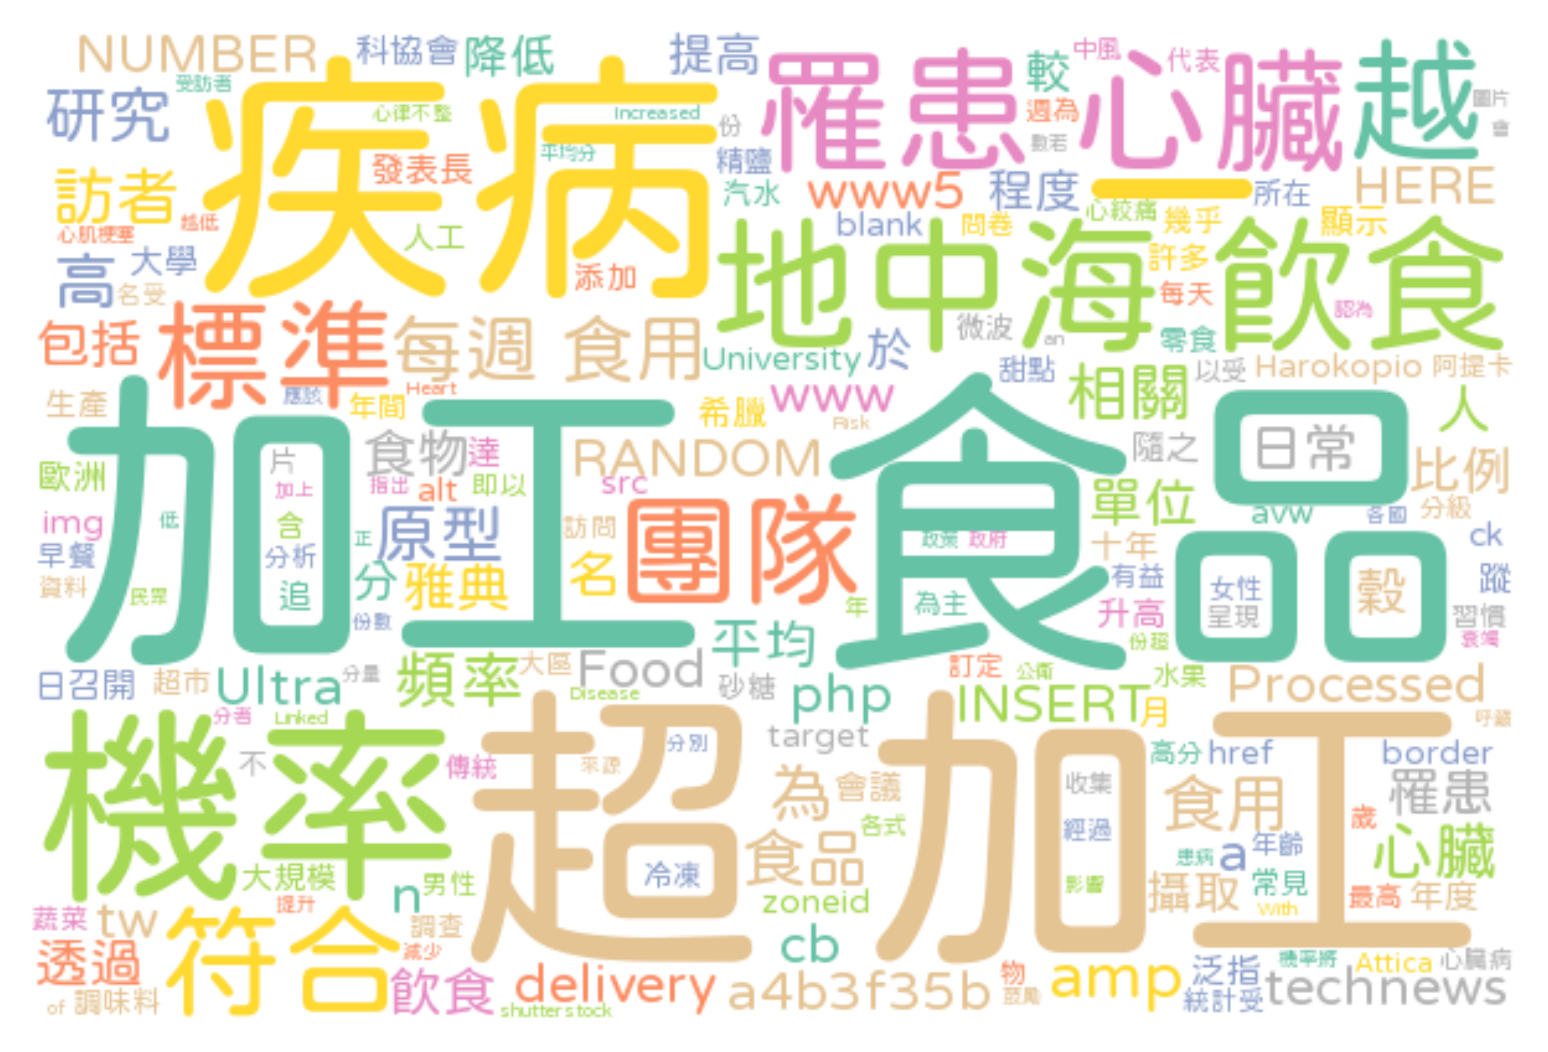 NUMBER 科協會 降低 提高 罹患 心臟 較 中風 代表 越
受訪者 研究 疾病 心律不整 Increased 份 週為 數若 圖片 會
發表長 平均分 精鹽
訪者 汽水 www5 程度 一 所在 HERE
心肌梗塞 越低 人工 blank 問卷 心絞痛 幾乎 顯示
高 大學 名受 添加 地中海飲食 許多 每天 認為
包括 標準 每週 食用 University 於 微波 an 零食
甜點 相關 以受 Harokopio 阿提卡
生產 應該 年間 Heart 希臘 www Risk 人
加工食品 片 食物 達 RANDOM 隨之 日常 比例
歐洲 加上 指出 alt 即以 src 單位 avw 各國 分級
img 低 含 正 原型 訪問 團隊 政策 政府 十年 ck
早餐 分析 有益 女性 穀 蹤
資料 民眾 追 分 雅典 名 年 為主 升高 呈現 習慣
份數 平均 份超 衰竭
日召開 超市 Ultra 分量 頻率 大區 Food 砂糖 訂定 公衛 水果 Processed
Disease php INSERT 月
分者 Linked 機率 超加工 分別 target 高分 href border 呼籲
不 傳統 來源 為 會議 收集 食用 罹患
各式 經過 歲
大規模 冷凍 食品 患病 a 年齡 心臟
提升 n 男性 zoneid 影響 攝取 常見 With 最高 年度
蔬菜 tw 符合 調查 cb
透過 減少 物 泛指 機率將 Attica 心臟病
of 調味料 飲食 delivery a4b3f35b 鼓勵 amp 統計受 technews
shutterstock